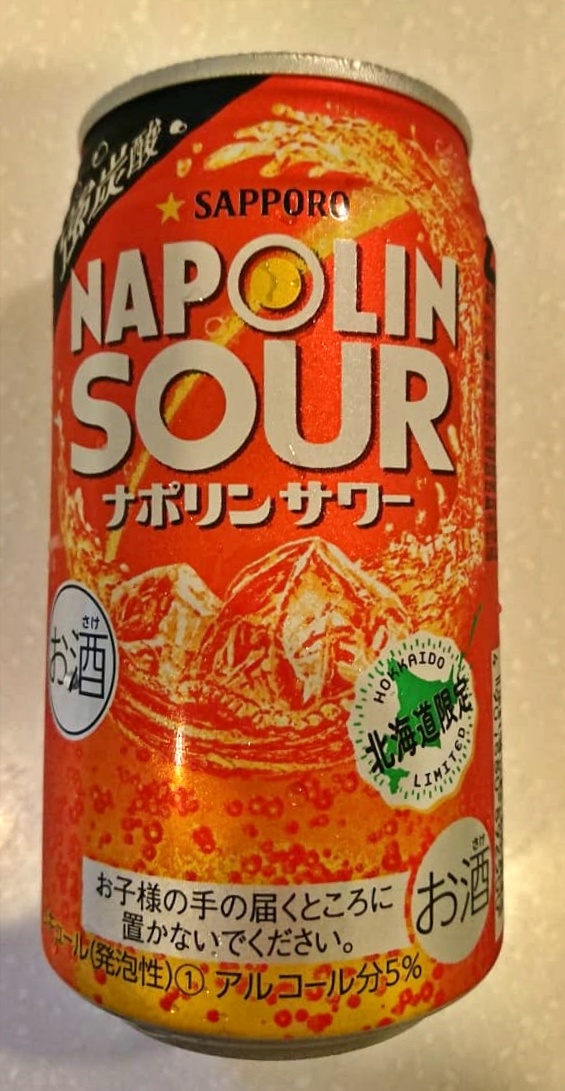 強炭酸
SAPPORO
NAPOLIN
SOUR
ナポリンサワー
さけ
お酒
HOKKAIDO
北海道限定
LIMITED
さけ
お酒
お子様の手の届くところに
置かないでください。
キュール(発泡性)① アルコール分5%